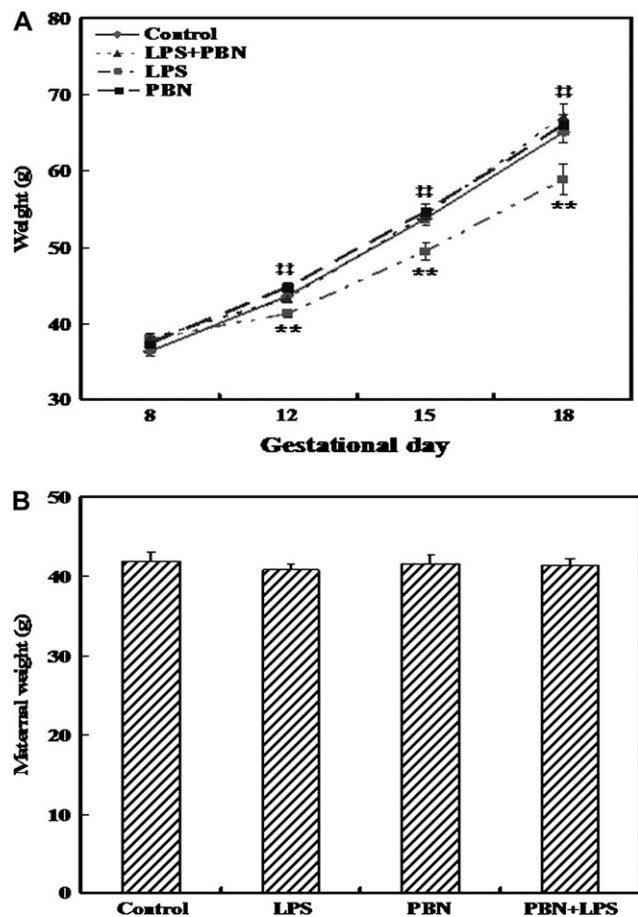 A
80
70
60
50
40
30
Weight (g)
Control
LPS+PBN
LPS
PBN
‡‡
‡‡
‡‡
**
**
**
8 12 15 18
Gestational day
B
50
40
30
20
10
0
Maternal weight (g)
Control LPS PBN PBN+LPS